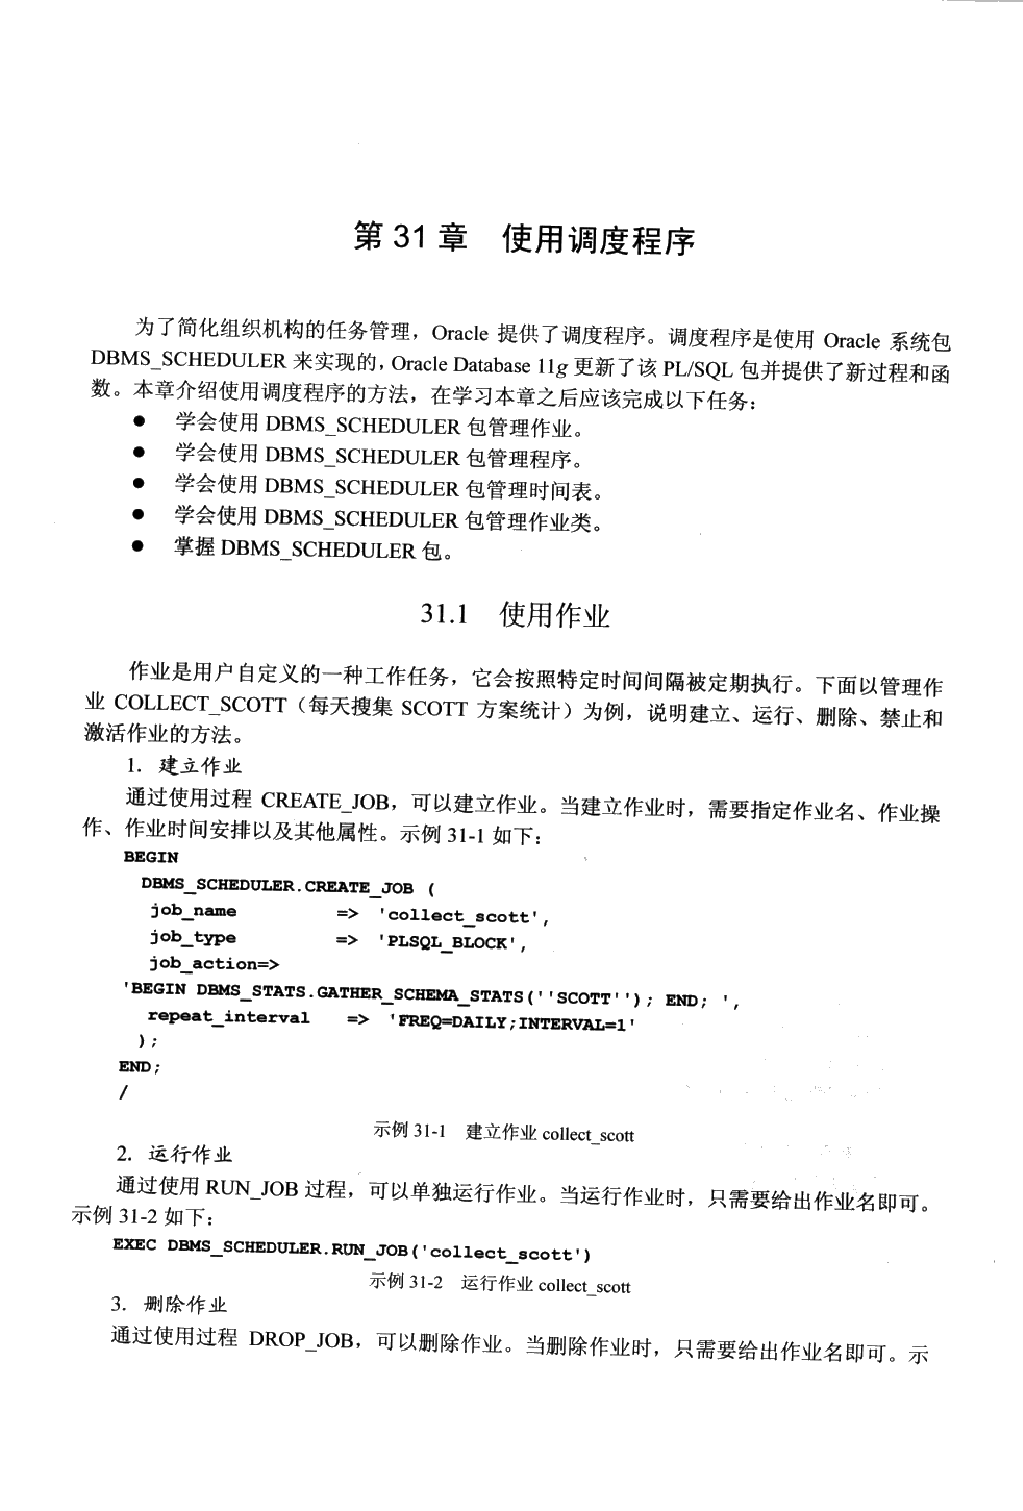 第 31 章 使用调度程序
为了简化组织机构的任务管理，Oracle 提供了调度程序。调度程序是使用 Oracle 系统包
DBMS_SCHEDULER 来实现的，Oracle Database 11g 更新了该 PL/SQL 包并提供了新过程和函
数。本章介绍使用调度程序的方法，在学习本章之后应该完成以下任务：
● 学会使用 DBMS_SCHEDULER 包管理作业。
● 学会使用 DBMS_SCHEDULER 包管理程序。
● 学会使用 DBMS_SCHEDULER 包管理时间表。
● 学会使用 DBMS_SCHEDULER 包管理作业类。
● 掌握 DBMS_SCHEDULER 包。
31.1 使用作业
作业是用户自定义的一种工作任务，它会按照特定时间间隔被定期执行。下面以管理作
业 COLLECT_SCOTT（每天搜集 SCOTT 方案统计）为例，说明建立、运行、删除、禁止和
激活作业的方法。
1. 建立作业
通过使用过程 CREATE_JOB，可以建立作业。当建立作业时，需要指定作业名、作业操
作、作业时间安排以及其他属性。示例 31-1 如下：
BEGIN
DBMS_SCHEDULER.CREATE_JOB (
job_name => 'collect_scott',
job_type => 'PLSQL_BLOCK',
job_action=>
'BEGIN DBMS_STATS.GATHER_SCHEMA_STATS(''SCOTT''); END; ',
repeat_interval => 'FREQ=DAILY;INTERVAL=1'
);
END;
/
示例 31-1 建立作业 collect_scott
2. 运行作业
通过使用 RUN_JOB 过程，可以单独运行作业。当运行作业时，只需要给出作业名即可。
示例 31-2 如下：
EXEC DBMS_SCHEDULER.RUN_JOB('collect_scott')
示例 31-2 运行作业 collect_scott
3. 删除作业
通过使用过程 DROP_JOB，可以删除作业。当删除作业时，只需要给出作业名即可。示